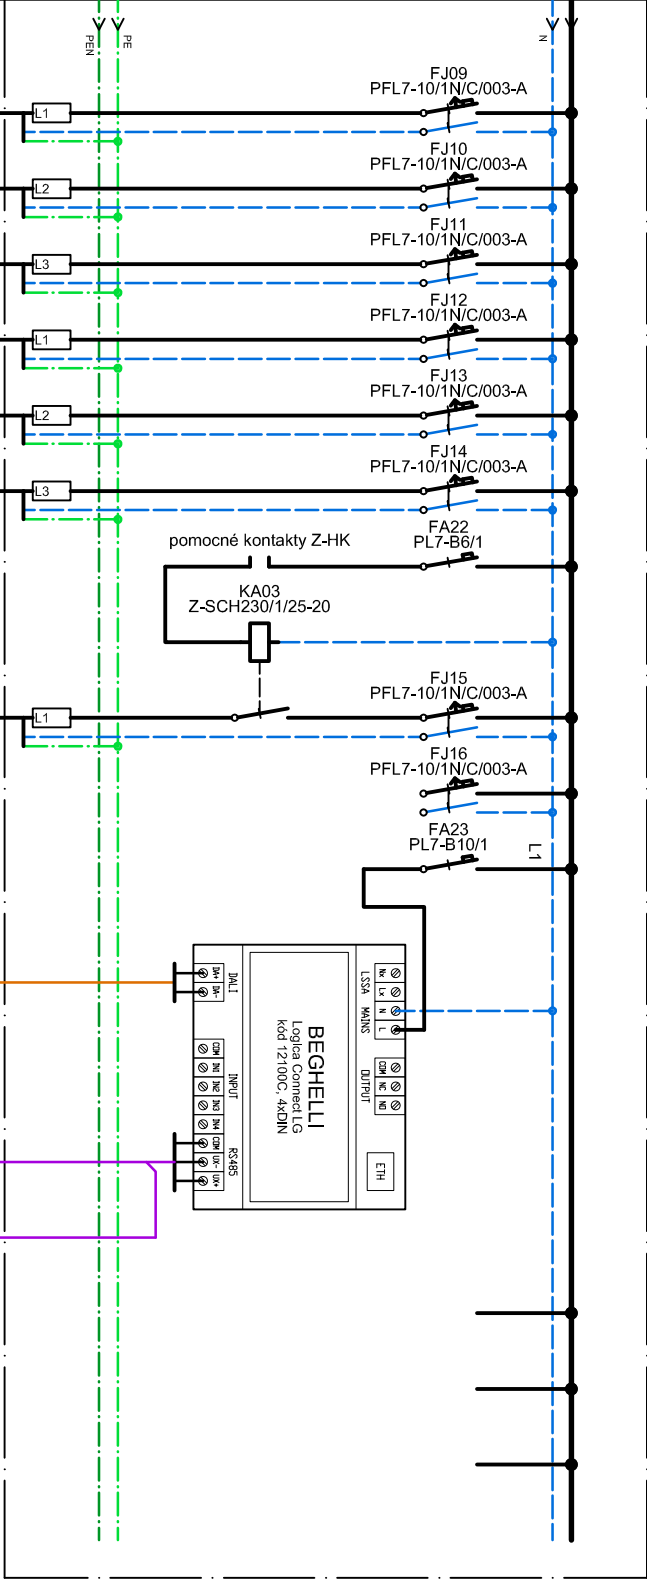 PEN
PE
N
FJ09
PFL7-10/1N/C/003-A
L1
FJ10
PFL7-10/1N/C/003-A
L2
FJ11
PFL7-10/1N/C/003-A
L3
FJ12
PFL7-10/1N/C/003-A
L1
FJ13
PFL7-10/1N/C/003-A
L2
FJ14
PFL7-10/1N/C/003-A
L3
FA22
PL7-B6/1
pomocné kontakty Z-HK
KA03
Z-SCH230/1/25-20
FJ15
PFL7-10/1N/C/003-A
L1
FJ16
PFL7-10/1N/C/003-A
FA23
PL7-B10/1
L1
DALI
DA+
DA-
INPUT
COM
IN1
IN2
IN3
IN4
RS485
COM
UX-
UX+
BEGHELLI
Logica Connect LG
kód 12100C, 4xDIN
LSSA
Nx
Lx
MAINS
N
L
OUTPUT
COM
NC
NO
ETH